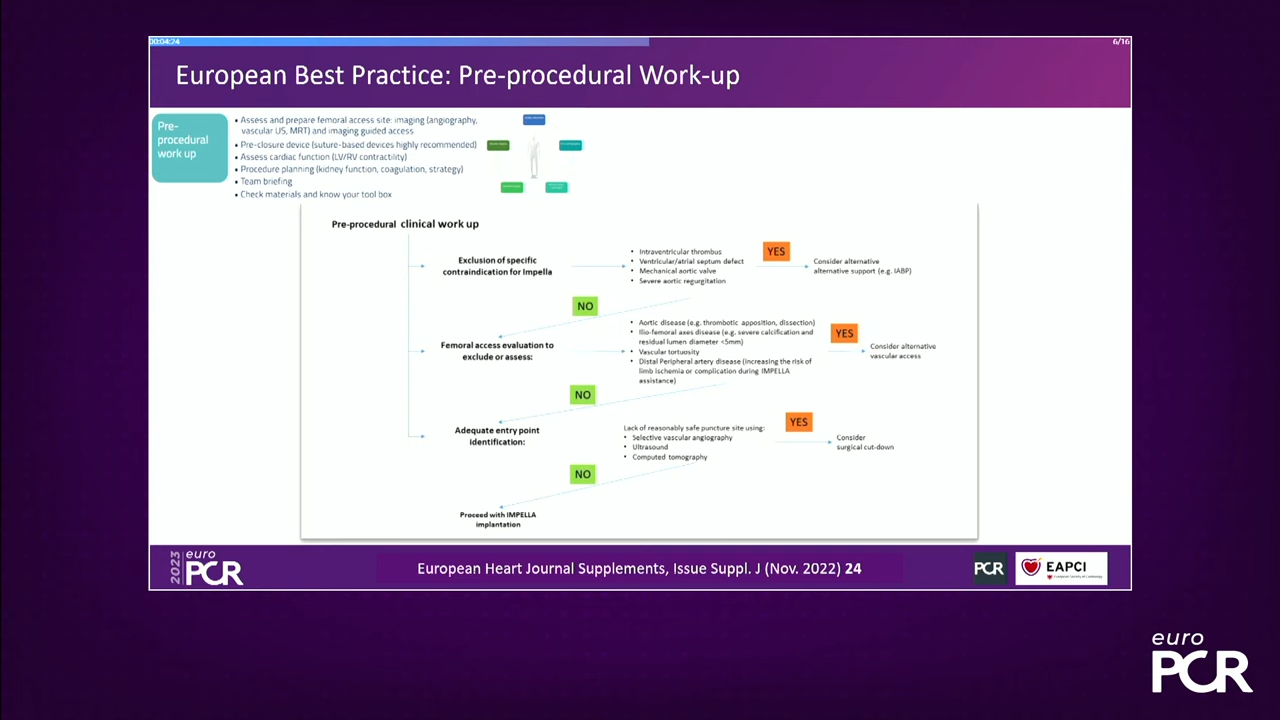 00:04:24
6/16
European Best Practice: Pre-procedural Work-up
Pre-
procedural
work up
• Assess and prepare femoral access site: imaging (angiography,
vascular US, MRT) and imaging guided access
• Pre-closure device (suture-based devices highly recommended)
• Assess cardiac function (LV/RV contractility)
• Procedure planning (kidney function, coagulation, strategy)
• Team briefing
• Check materials and know your tool box
Pre-procedural clinical work up
Exclusion of specific
contraindication for Impella
• Intraventricular thrombus
• Ventricular/atrial septum defect
• Mechanical aortic valve
• Severe aortic regurgitation
YES
Consider alternative
alternative support (e.g. IABP)
NO
Femoral access evaluation to
exclude or assess:
• Aortic disease (e.g. thrombotic apposition, dissection)
• Ilio-femoral axes disease (e.g. severe calcification and
residual lumen diameter <5mm)
• Vascular tortuosity
• Distal Peripheral artery disease (increasing the risk of
limb ischemia or complication during IMPELLA
assistance)
YES
Consider alternative
vascular access
NO
Adequate entry point
identification:
Lack of reasonably safe puncture site using:
• Selective vascular angiography
• Ultrasound
• Computed tomography
YES
Consider
surgical cut-down
NO
Proceed with IMPELLA
implantation
2023
euro
PCR
European Heart Journal Supplements, Issue Suppl. J (Nov. 2022) 24
PCR
EAPCI
euro
PCR